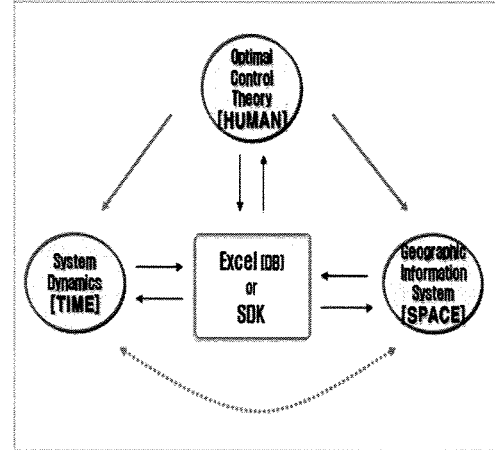 Optimal
Control
Theory
[HUMAN]
System
Dynamics
[TIME]
Excel [DB]
or
SDK
Geographic
Information
System
[SPACE]